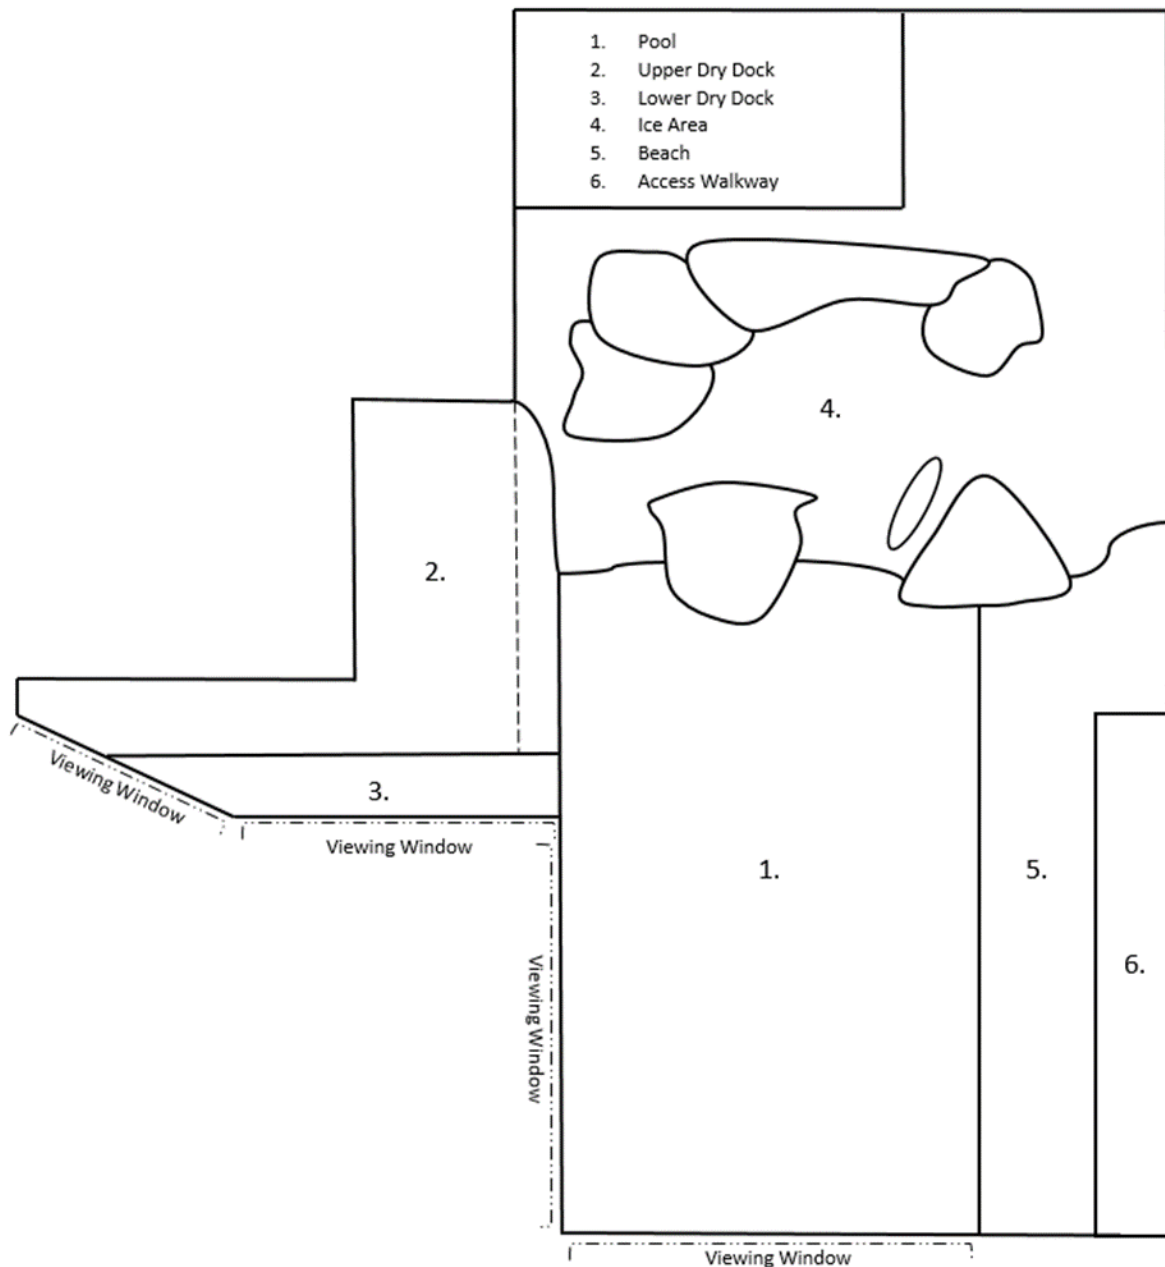 1. Pool
2. Upper Dry Dock
3. Lower Dry Dock
4. Ice Area
5. Beach
6. Access Walkway
4.
2.
Viewing Window
3.
Viewing Window
1.
5.
Viewing Window
6.
Viewing Window